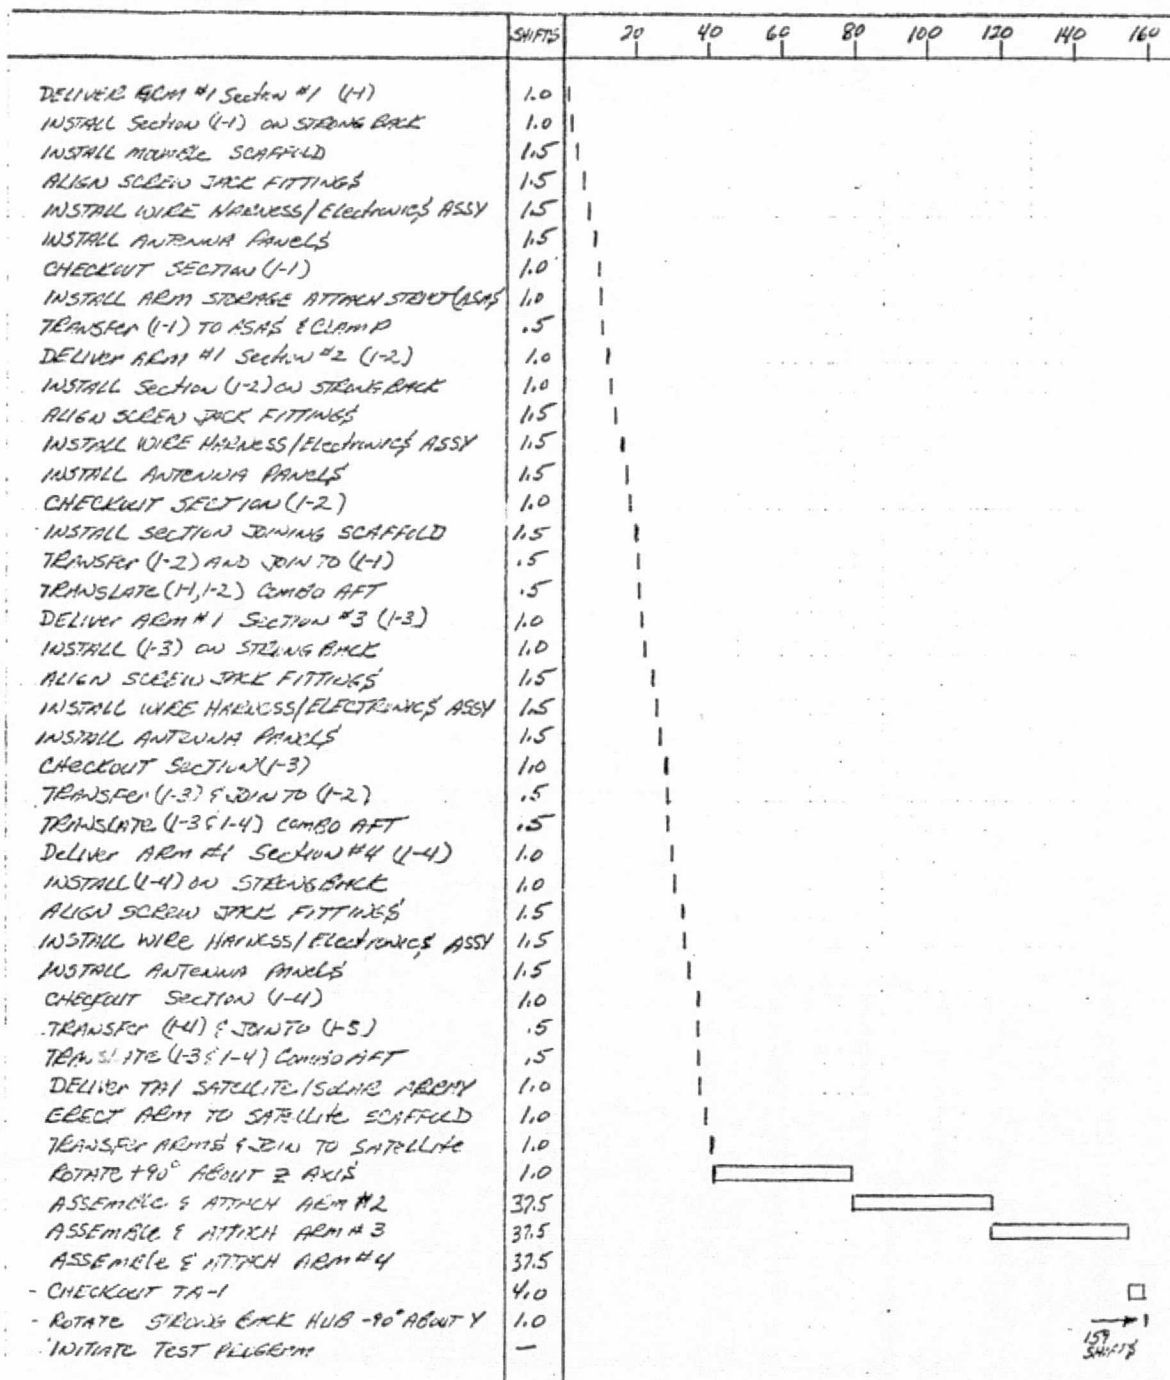 SHIFTS 20 40 60 80 100 120 140 160
DELIVER ARM #1 Section #1 (1-1) 1.0
INSTALL Section (1-1) ON STRONG BACK 1.0
INSTALL MOVABLE SCAFFOLD 1.5
ALIGN SCREW JACK FITTINGS 1.5
INSTALL WIRE HARNESS/Electronics ASSY 1.5
INSTALL ANTENNA PANELS 1.5
CHECKOUT SECTION (1-1) 1.0
INSTALL ARM STORAGE ATTACH STRUCT (ASAS 1.0
TRANSFER (1-1) TO ASAS & CLAMP .5
DELIVER ARM #1 Section #2 (1-2) 1.0
INSTALL Section (1-2) ON STRONG BACK 1.0
ALIGN SCREW JACK FITTINGS 1.5
INSTALL WIRE HARNESS/Electronics ASSY 1.5
INSTALL ANTENNA PANELS 1.5
CHECKOUT SECTION (1-2) 1.0
INSTALL SECTION JOINING SCAFFOLD 1.5
TRANSFER (1-2) AND JOIN TO (1-1) .5
TRANSLATE (1-1, 1-2) COMBO AFT .5
DELIVER ARM #1 SECTION #3 (1-3) 1.0
INSTALL (1-3) ON STRONG BACK 1.0
ALIGN SCREW JACK FITTINGS 1.5
INSTALL WIRE HARNESS/ELECTRONICS ASSY 1.5
INSTALL ANTENNA PANELS 1.5
CHECKOUT SECTION (1-3) 1.0
TRANSFER (1-3) & JOIN TO (1-2) .5
TRANSLATE (1-3 & 1-4) COMBO AFT .5
Deliver ARM #1 Section #4 (1-4) 1.0
INSTALL (1-4) ON STRONG BACK 1.0
ALIGN SCREW JACK FITTINGS 1.5
INSTALL WIRE HARNESS/Electronics ASSY 1.5
INSTALL ANTENNA PANELS 1.5
CHECKOUT SECTION (1-4) 1.0
TRANSFER (1-4) & JOIN TO .5
TRANSLATE (1-3 & 1-4) Combo AFT .5
DELIVER TA1 SATELLITE/SOLAR ARRAY 1.0
ERECT ARM TO SATELLITE SCAFFOLD 1.0
TRANSFER ARMS & JOIN TO SATELLITE 1.0
ROTATE +90° ABOUT Z AXIS 1.0
ASSEMBLE & ATTACH ARM #2 37.5
ASSEMBLE & ATTACH ARM #3 37.5
ASSEMBLE & ATTACH ARM #4 37.5
- CHECKOUT TA-1 4.0
- ROTATE STRONG BACK HUB -90° ABOUT Y 1.0
159 SHIFTS
INITIATE TEST PROGRAM —